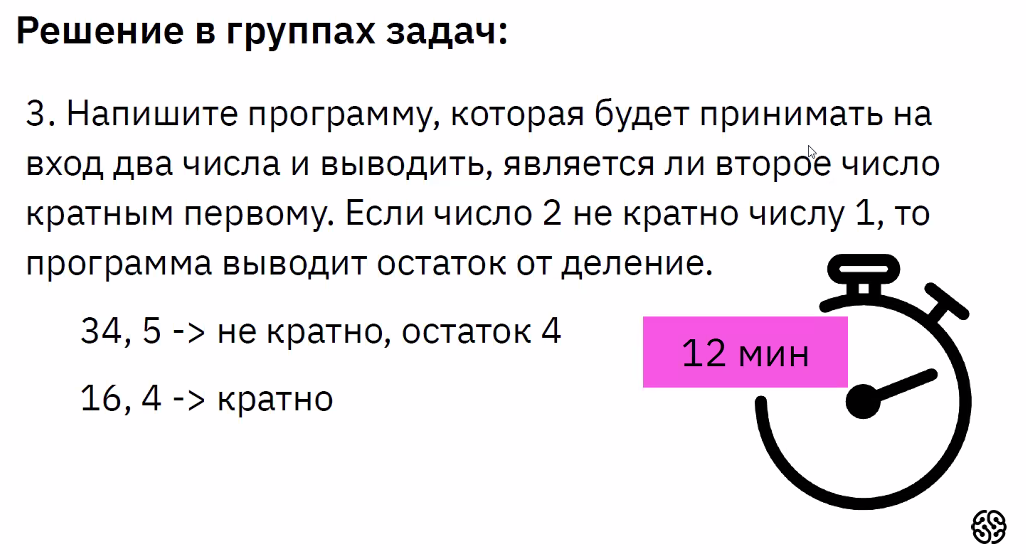 Решение в группах задач:
3. Напишите программу, которая будет принимать на
вход два числа и выводить, является ли второе число
кратным первому. Если число 2 не кратно числу 1, то
программа выводит остаток от деление.
34, 5 -> не кратно, остаток 4
12 мин
16, 4 -> кратно